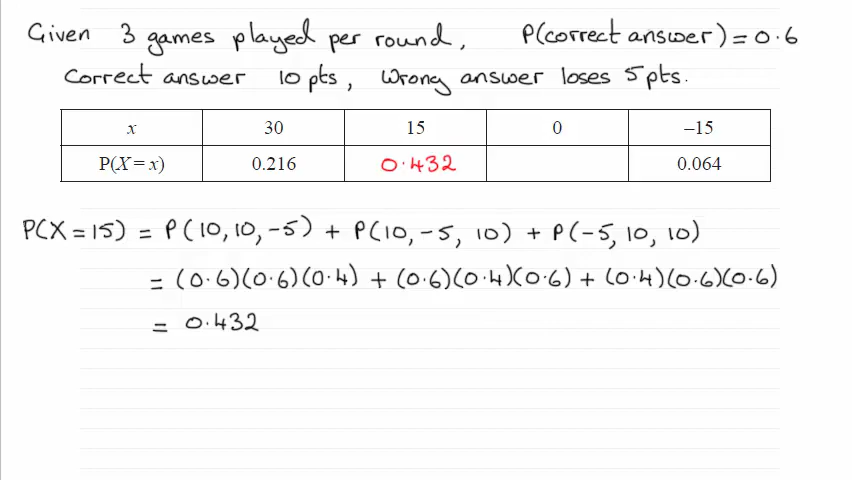 Given 3 games played per round, P(correct answer) = 0.6
Correct answer 10 pts, Wrong answer loses 5 pts.
x 30 15 0 –15
P(X = x) 0.216 0.432 0.064
P(X = 15) = P(10, 10, -5) + P(10, -5, 10) + P(-5, 10, 10)
= (0.6)(0.6)(0.4) + (0.6)(0.4)(0.6) + (0.4)(0.6)(0.6)
= 0.432